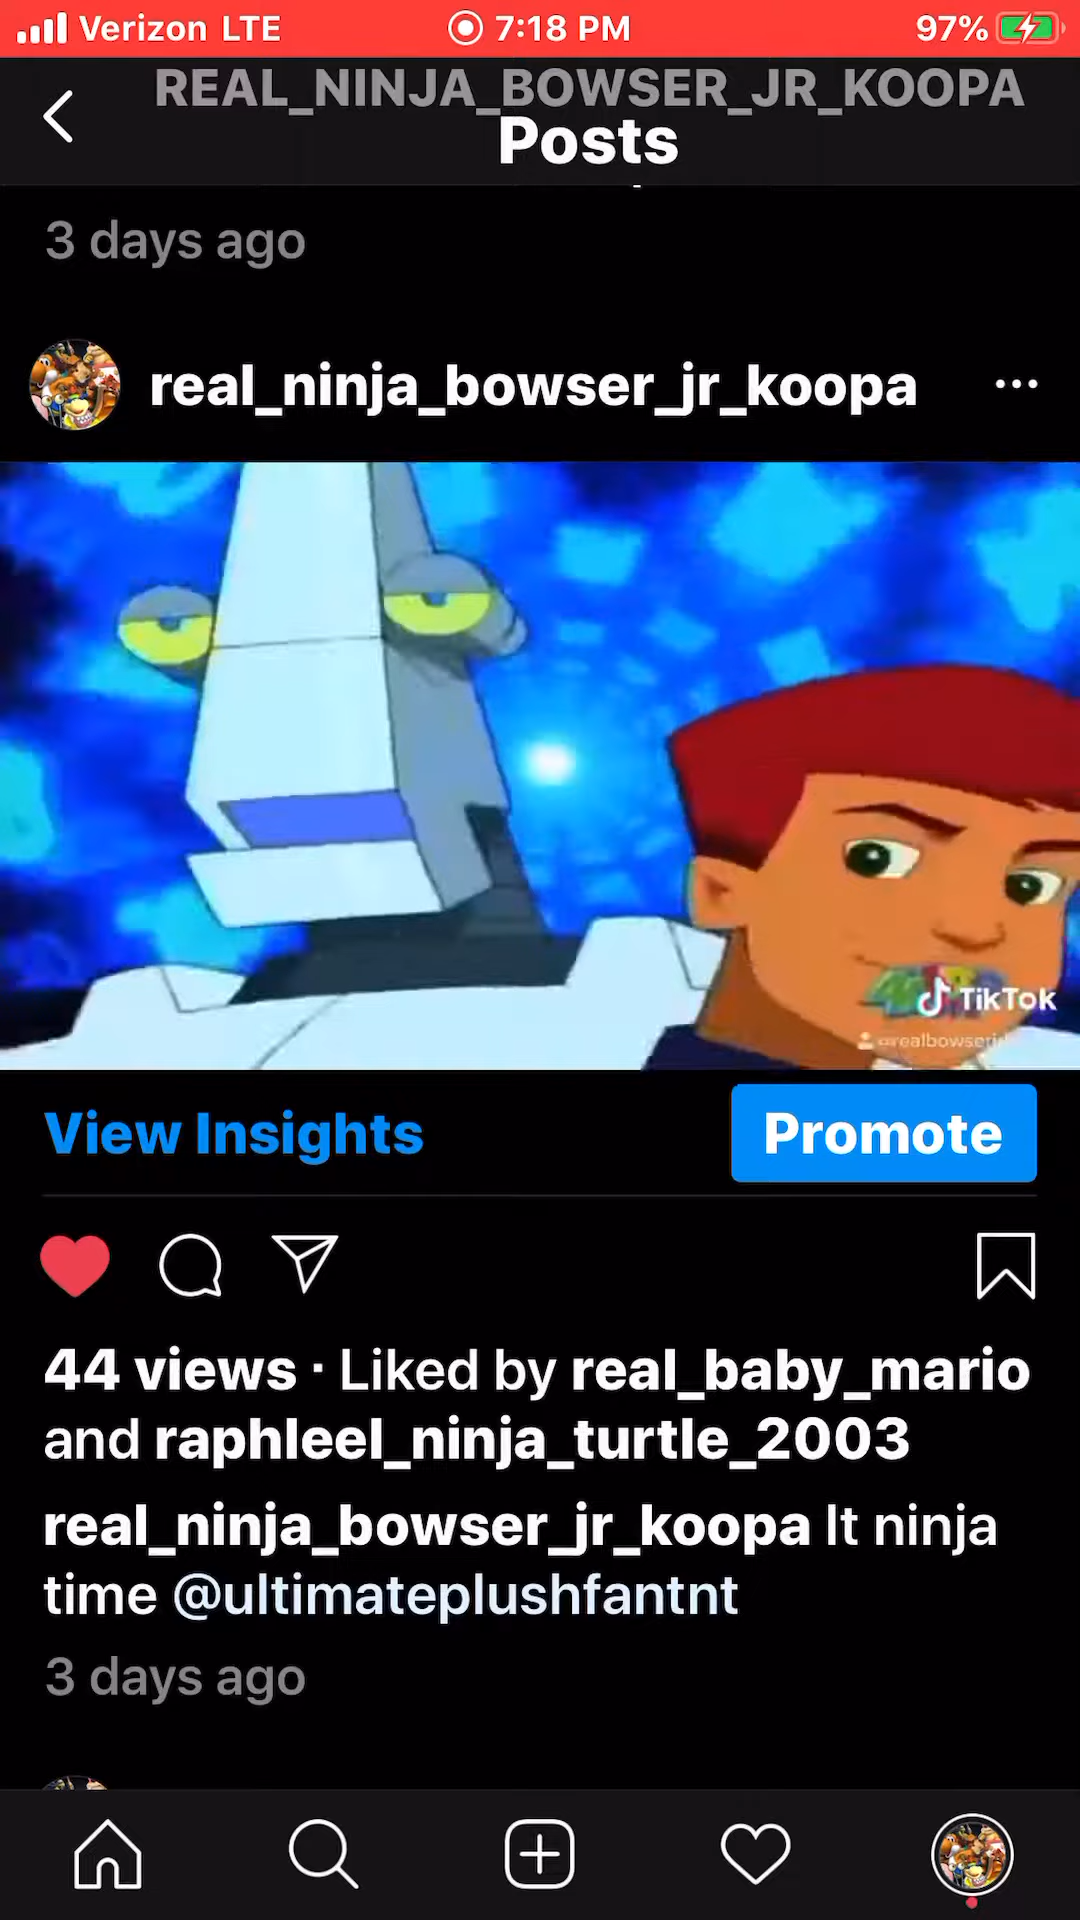 Verizon LTE 7:18 PM 97%
REAL_NINJA_BOWSER_JR_KOOPA
Posts
3 days ago
real_ninja_bowser_jr_koopa
TikTok
View Insights Promote
44 views · Liked by real_baby_mario
and raphleel_ninja_turtle_2003
real_ninja_bowser_jr_koopa It ninja
time @ultimateplushfantnt
3 days ago